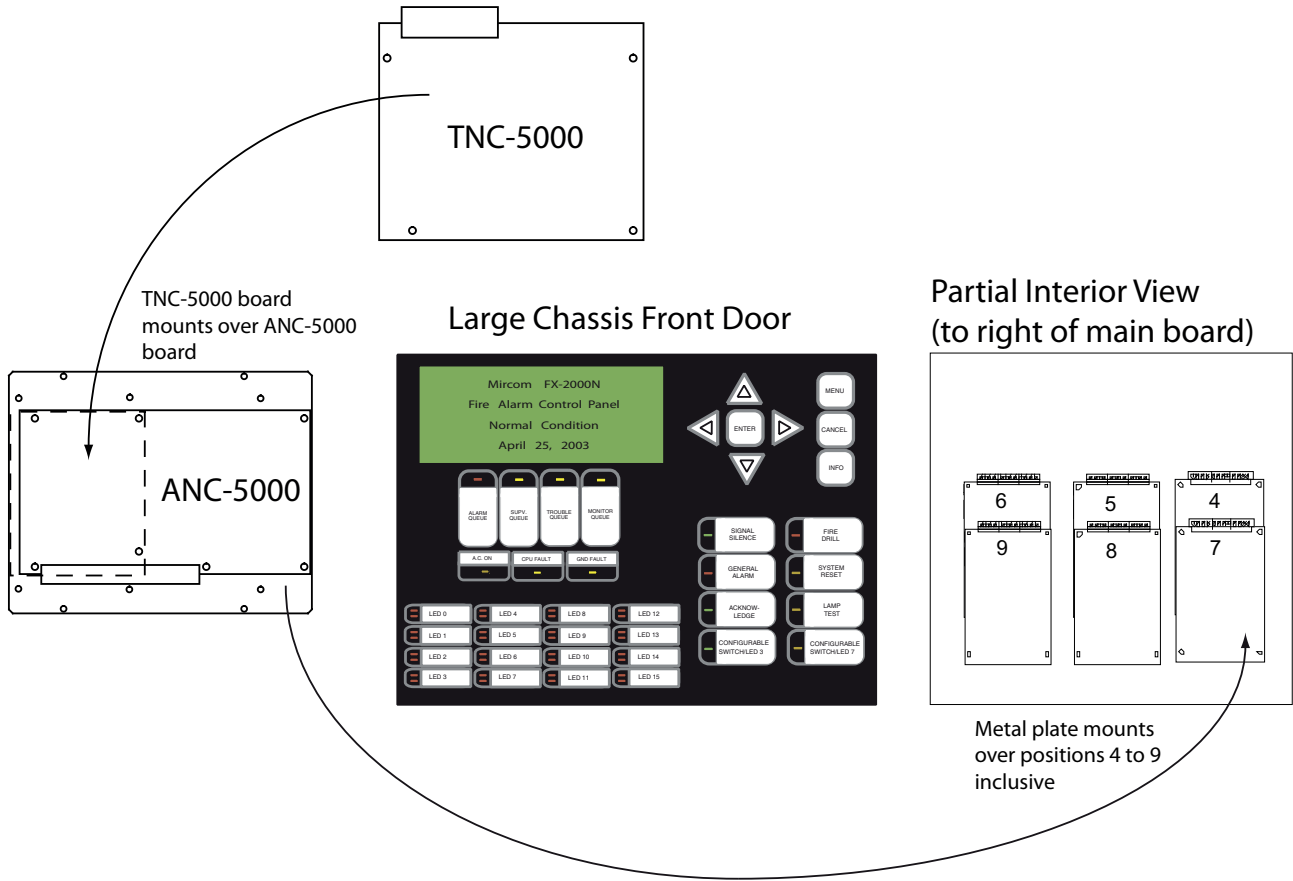 TNC-5000
TNC-5000 board
mounts over ANC-5000
board
ANC-5000
Large Chassis Front Door
Mircom FX-2000N
Fire Alarm Control Panel
Normal Condition
April 25, 2003
MENU
ENTER
CANCEL
INFO
ALARM
QUEUE
SUPV.
QUEUE
TROUBLE
QUEUE
MONITOR
QUEUE
A.C. ON
CPU FAULT
GND FAULT
SIGNAL
SILENCE
FIRE
DRILL
GENERAL
ALARM
SYSTEM
RESET
ACKNOW-
LEDGE
LAMP
TEST
CONFIGURABLE
SWITCH/LED 3
CONFIGURABLE
SWITCH/LED 7
LED 0
LED 4
LED 8
LED 12
LED 1
LED 5
LED 9
LED 13
LED 2
LED 6
LED 10
LED 14
LED 3
LED 7
LED 11
LED 15
Partial Interior View
(to right of main board)
6
5
4
9
8
7
Metal plate mounts
over positions 4 to 9
inclusive